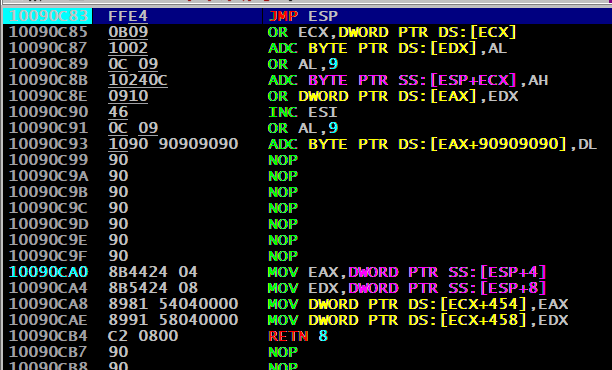 10090C83 FFE4 JMP ESP
10090C85 0B09 OR ECX,DWORD PTR DS:[ECX]
10090C87 1002 ADC BYTE PTR DS:[EDX],AL
10090C89 0C 09 OR AL,9
10090C8B 10240C ADC BYTE PTR SS:[ESP+ECX],AH
10090C8E 0910 OR DWORD PTR DS:[EAX],EDX
10090C90 46 INC ESI
10090C91 0C 09 OR AL,9
10090C93 1090 90909090 ADC BYTE PTR DS:[EAX+90909090],DL
10090C99 90 NOP
10090C9A 90 NOP
10090C9B 90 NOP
10090C9C 90 NOP
10090C9D 90 NOP
10090C9E 90 NOP
10090C9F 90 NOP
10090CA0 8B4424 04 MOV EAX,DWORD PTR SS:[ESP+4]
10090CA4 8B5424 08 MOV EDX,DWORD PTR SS:[ESP+8]
10090CA8 8981 54040000 MOV DWORD PTR DS:[ECX+454],EAX
10090CAE 8991 58040000 MOV DWORD PTR DS:[ECX+458],EDX
10090CB4 C2 0800 RETN 8
10090CB7 90 NOP
10090CB8 90 NOP